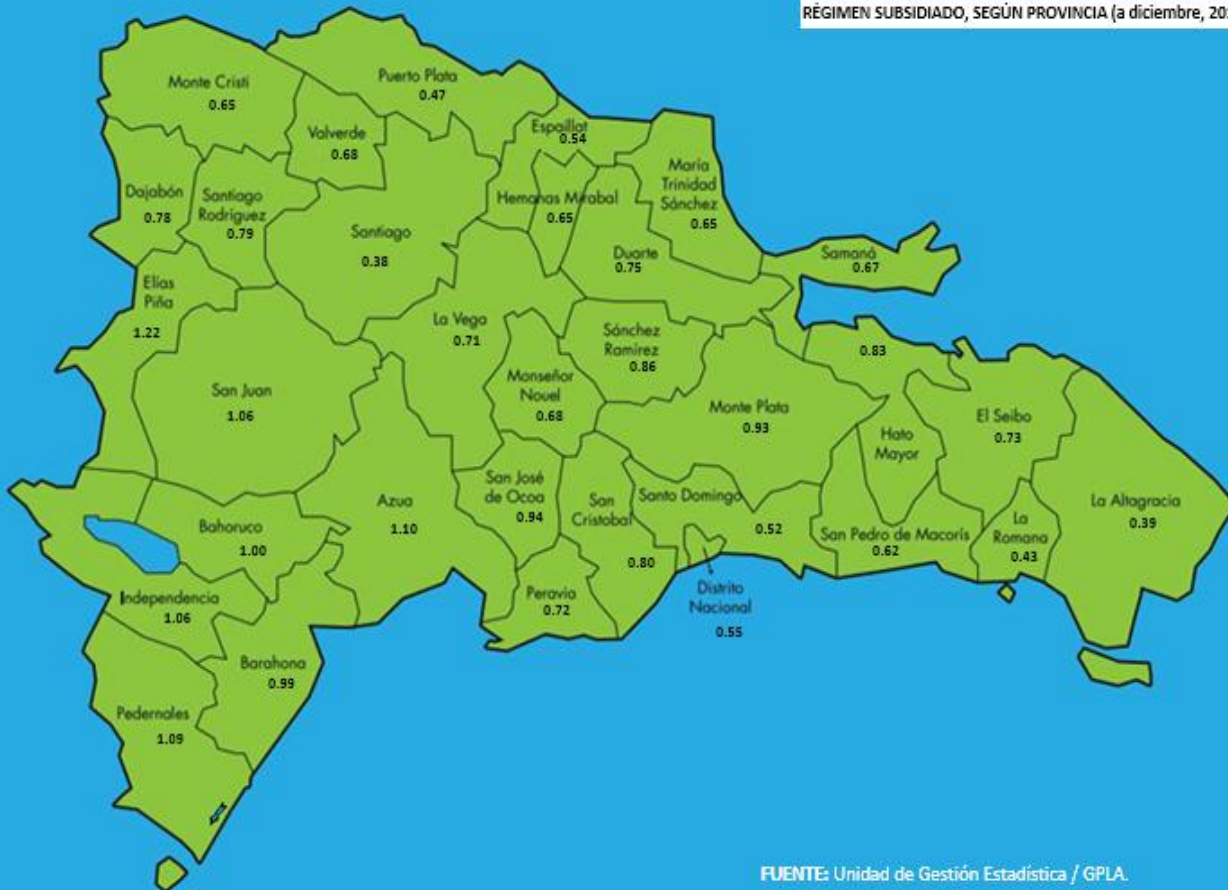 RÉGIMEN SUBSIDIADO, SEGÚN PROVINCIA (a diciembre,
Puerto Plata
0.47
Monte Cristi
0.65
Valverde
0.68
Espaillat
0.54
María
Trinidad
Sánchez
0.65
Dajabón
0.78
Santiago
Rodríguez
0.79
Hemanas Mirabal
0.65
Santiago
0.38
Duarte
0.75
Samaná
0.67
Elías
Piña
1.22
La Vega
0.71
Sánchez
Ramírez
0.86
0.83
San Juan
1.06
Monseñor
Nouel
0.68
Monte Plata
0.93
El Seibo
0.73
Hato
Mayor
Azua
1.10
San José
de Ocoa
0.94
San
Cristobal
0.80
Santo Domingo
0.52
La Altagracia
0.39
Bahoruco
1.00
San Pedro de Macorís
0.62
La
Romana
0.43
Independencia
1.06
Peravia
0.72
Distrito
Nacional
0.55
Barahona
0.99
Pedernales
1.09
FUENTE: Unidad de Gestión Estadística / GPLA.